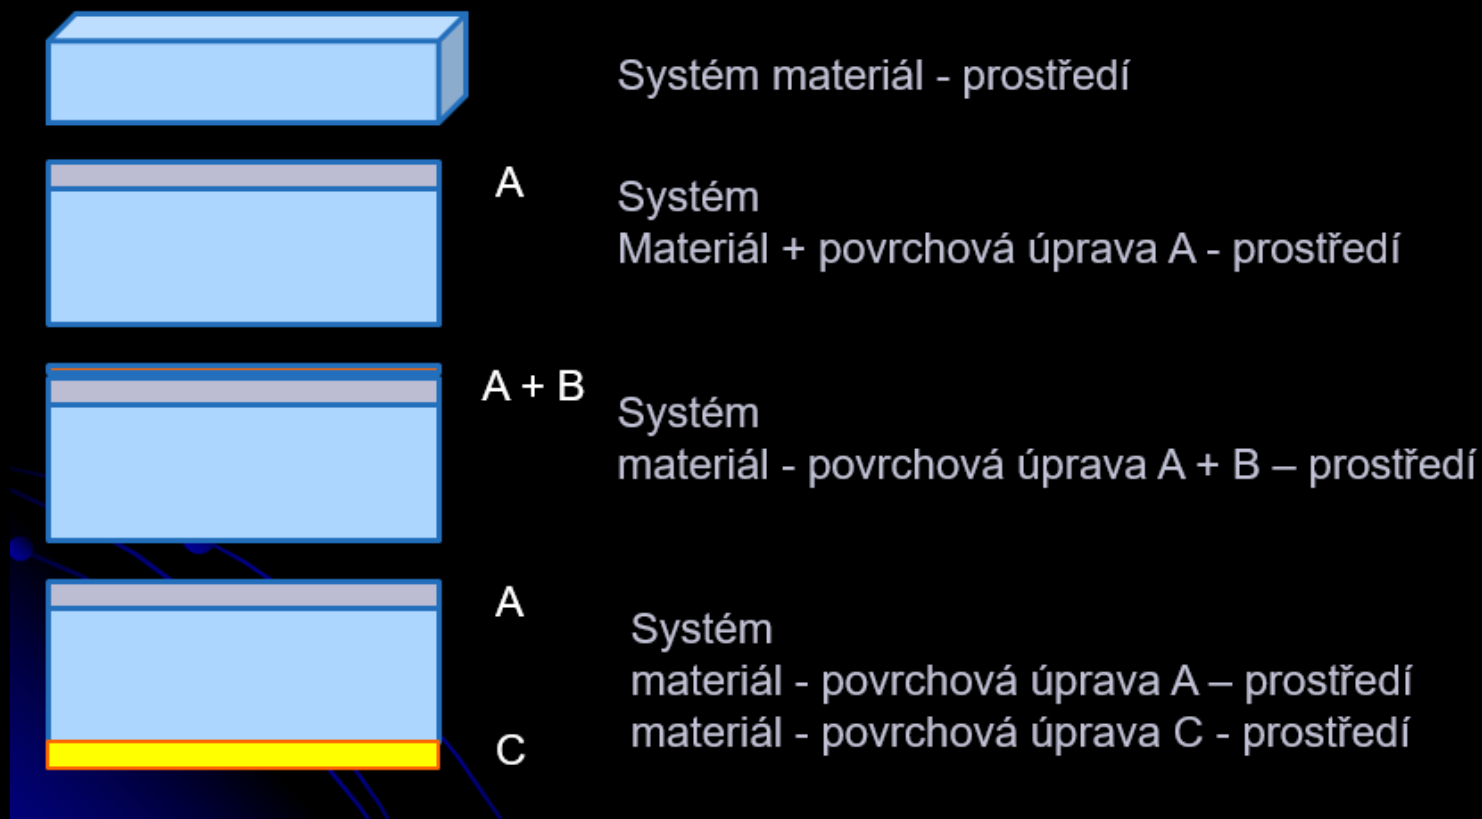 Systém materiál - prostředí
A
Systém
Materiál + povrchová úprava A - prostředí
A + B
Systém
materiál - povrchová úprava A + B – prostředí
A
Systém
materiál - povrchová úprava A – prostředí
materiál - povrchová úprava C - prostředí
C